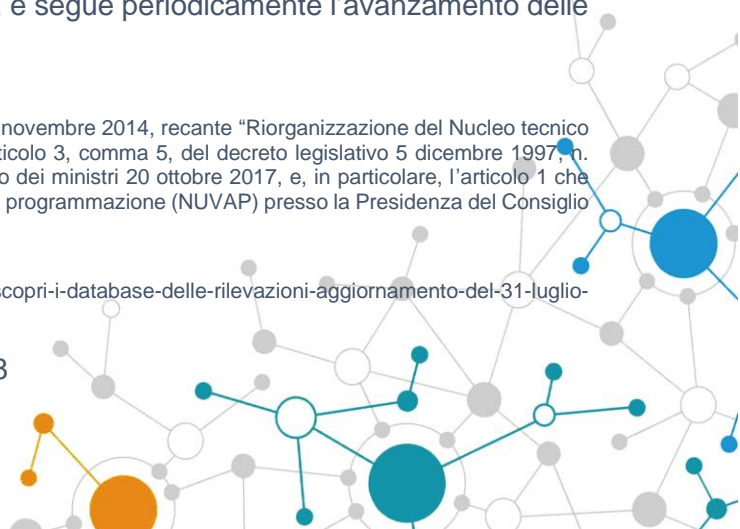 e segue periodicamente l'avanzamento delle
novembre 2014, recante “Riorganizzazione del Nucleo tecnico
ticolo 3, comma 5, del decreto legislativo 5 dicembre 1997, n.
o dei ministri 20 ottobre 2017, e, in particolare, l'articolo 1 che
programmazione (NUVAP) presso la Presidenza del Consiglio
scopri-i-database-delle-rilevazioni-aggiornamento-del-31-luglio-